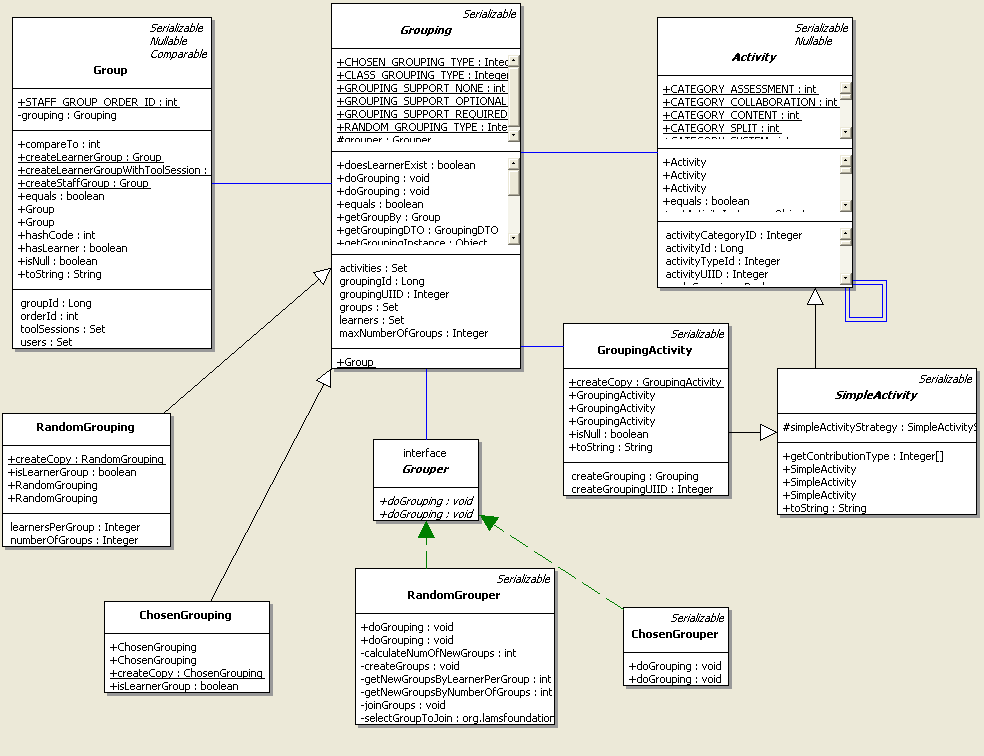 Serializable
Nullable
Comparable
Group
+STAFF_GROUP_ORDER_ID : int
-grouping : Grouping
+compareTo : int
+createLearnerGroup : Group
+createLearnerGroupWithToolSession :
+createStaffGroup : Group
+equals : boolean
+Group
+Group
+hashCode : int
+hasLearner : boolean
+isNull : boolean
+toString : String
groupId : Long
orderId : int
toolSessions : Set
users : Set
Serializable
Grouping
+CHOSEN_GROUPING_TYPE : Integ
+CLASS_GROUPING_TYPE : Integer
+GROUPING_SUPPORT_NONE : int
+GROUPING_SUPPORT_OPTIONAL
+GROUPING_SUPPORT_REQUIRED
+RANDOM_GROUPING_TYPE : Inte
#grouper : Grouper
+doesLearnerExist : boolean
+doGrouping : void
+doGrouping : void
+equals : boolean
+getGroupBy : Group
+getGroupingDTO : GroupingDTO
+getGroupingInstance : Object
activities : Set
groupingId : Long
groupingUIID : Integer
groups : Set
learners : Set
maxNumberOfGroups : Integer
+Group
Serializable
Nullable
Activity
+CATEGORY_ASSESSMENT : int
+CATEGORY_COLLABORATION : int
+CATEGORY_CONTENT : int
+CATEGORY_SPLIT : int
+CATEGORY_SYSTEM : int
+Activity
+Activity
+Activity
+equals : boolean
activityCategoryID : Integer
activityId : Long
activityTypeId : Integer
activityUIID : Integer
Serializable
GroupingActivity
+createCopy : GroupingActivity
+GroupingActivity
+GroupingActivity
+GroupingActivity
+isNull : boolean
+toString : String
createGrouping : Grouping
createGroupingUIID : Integer
Serializable
SimpleActivity
#simpleActivityStrategy : SimpleActivityS
+getContributionType : Integer[]
+SimpleActivity
+SimpleActivity
+SimpleActivity
+toString : String
RandomGrouping
+createCopy : RandomGrouping
+isLearnerGroup : boolean
+RandomGrouping
+RandomGrouping
learnersPerGroup : Integer
numberOfGroups : Integer
interface
Grouper
+doGrouping : void
+doGrouping : void
ChosenGrouping
+ChosenGrouping
+ChosenGrouping
+createCopy : ChosenGrouping
+isLearnerGroup : boolean
Serializable
RandomGrouper
+doGrouping : void
+doGrouping : void
-calculateNumOfNewGroups : int
-createGroups : void
-getNewGroupsByLearnerPerGroup : int
-getNewGroupsByNumberOfGroups : int
-joinGroups : void
-selectGroupToJoin : org.lamsfoundation
Serializable
ChosenGrouper
+doGrouping : void
+doGrouping : void